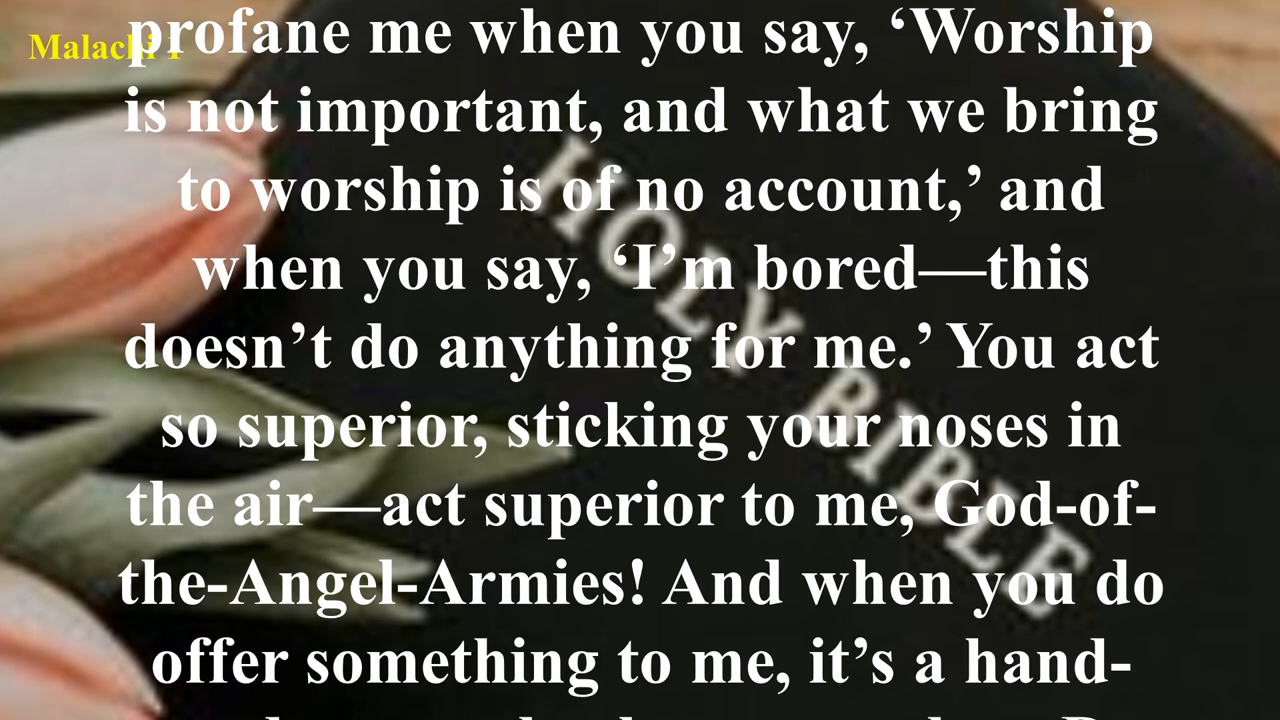 Malachi 1
profane me when you say, ‘Worship
is not important, and what we bring
to worship is of no account,’ and
when you say, ‘I’m bored—this
doesn’t do anything for me.’ You act
so superior, sticking your noses in
the air—act superior to me, God-of-
the-Angel-Armies! And when you do
offer something to me, it’s a hand-
HOLY BIBLE